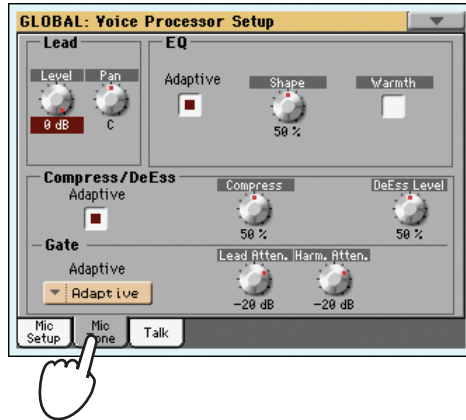 GLOBAL: Voice Processor Setup
Lead
EQ
Level
Pan
Adaptive
Shape
Warmth
0 dB
C
50 %
Compress/DeEss
Adaptive
Compress
DeEss Level
50 %
50 %
Gate
Lead Atten.
Harm. Atten.
Adaptive
Adaptive
-20 dB
-20 dB
Mic Setup
Mic Tone
Talk